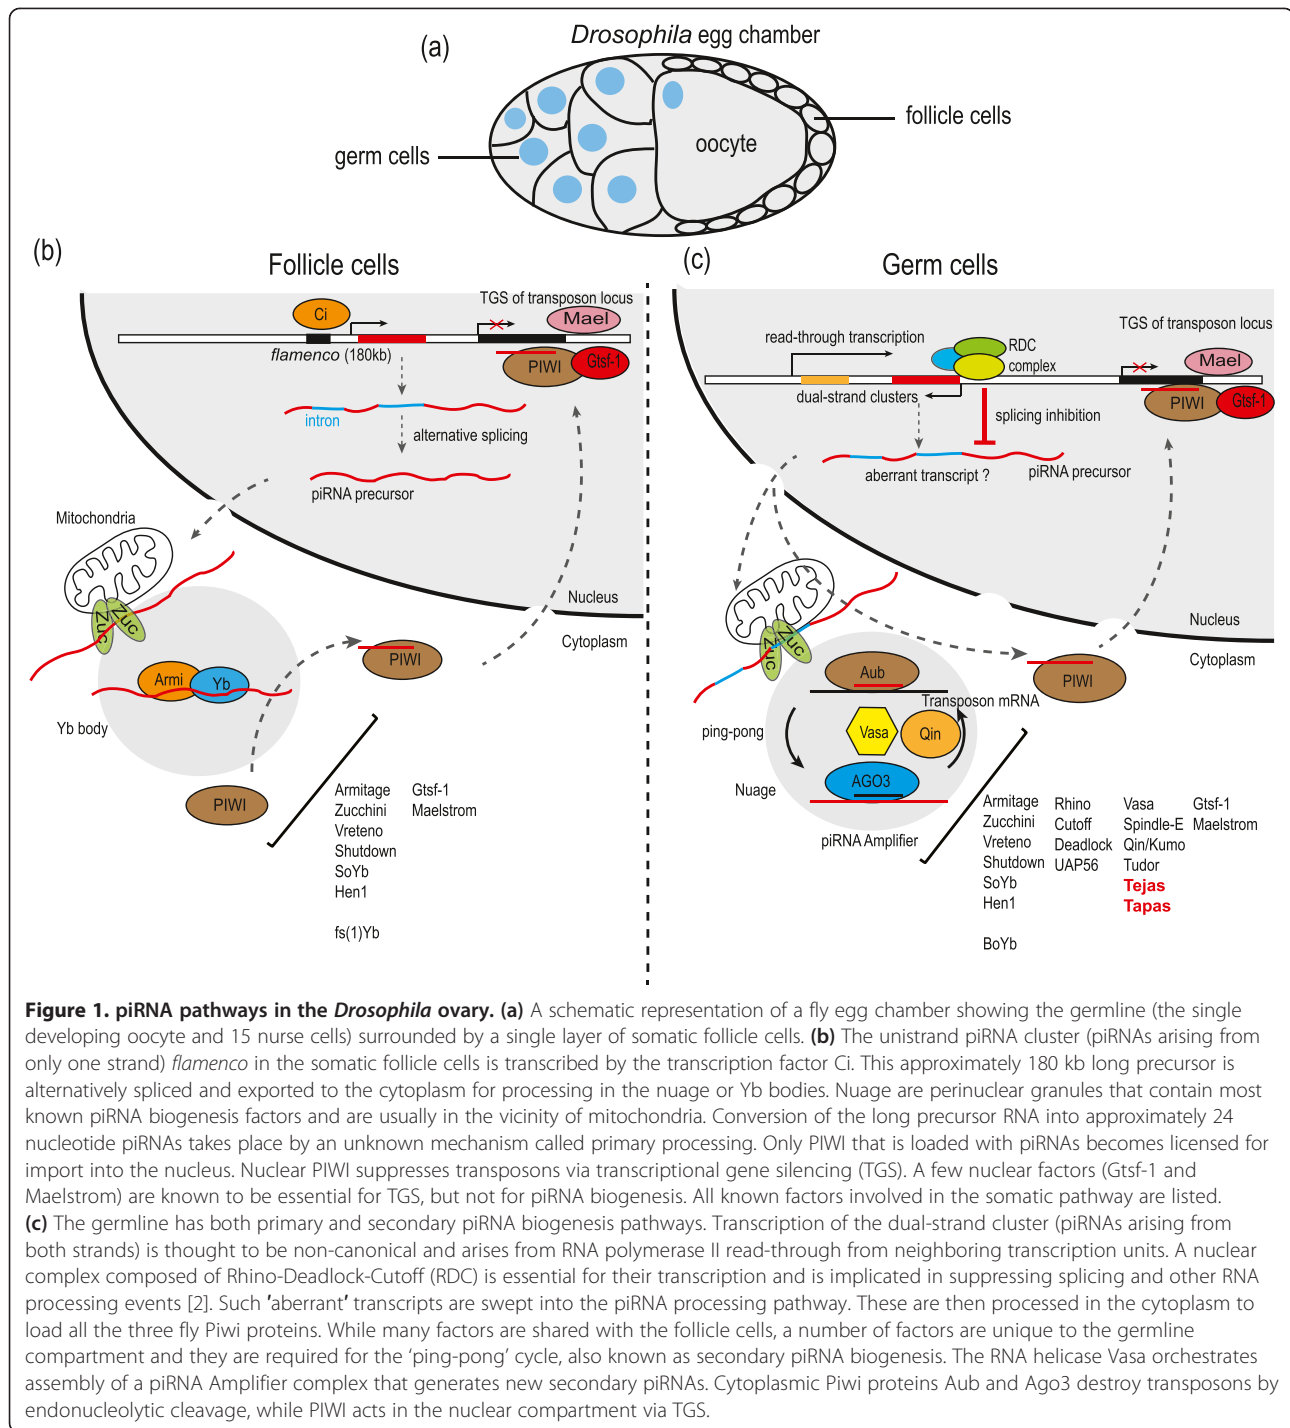 Drosophila egg chamber
(a)
follicle cells
oocyte
germ cells
(b)
Follicle cells
TGS of transposon locus
Ci
Mael
flamenco (180kb)
PIWI
Gtsf-1
intron
alternative splicing
piRNA precursor
Mitochondria
Zuc
Zuc
Nucleus
Cytoplasm
PIWI
Armi
Yb
Yb body
PIWI
Armitage
Zucchini
Vreteno
Shutdown
SoYb
Hen1
fs(1)Yb
Gtsf-1
Maelstrom
(c)
Germ cells
TGS of transposon locus
read-through transcription
RDC
complex
Mael
dual-strand clusters
PIWI
Gtsf-1
splicing inhibition
aberrant transcript ?
piRNA precursor
Nucleus
Cytoplasm
Zuc
Zuc
Aub
PIWI
Transposon mRNA
ping-pong
Vasa
Qin
Nuage
AGO3
piRNA Amplifier
Armitage
Zucchini
Vreteno
Shutdown
SoYb
Hen1
BoYb
Rhino
Cutoff
Deadlock
UAP56
Vasa
Spindle-E
Qin/Kumo
Tudor
Tejas
Tapas
Gtsf-1
Maelstrom
Figure 1. piRNA pathways in the Drosophila ovary. (a) A schematic representation of a fly egg chamber showing the germline (the single
developing oocyte and 15 nurse cells) surrounded by a single layer of somatic follicle cells. (b) The unistrand piRNA cluster (piRNAs arising from
only one strand) flamenco in the somatic follicle cells is transcribed by the transcription factor Ci. This approximately 180 kb long precursor is
alternatively spliced and exported to the cytoplasm for processing in the nuage or Yb bodies. Nuage are perinuclear granules that contain most
known piRNA biogenesis factors and are usually in the vicinity of mitochondria. Conversion of the long precursor RNA into approximately 24
nucleotide piRNAs takes place by an unknown mechanism called primary processing. Only PIWI that is loaded with piRNAs becomes licensed for
import into the nucleus. Nuclear PIWI suppresses transposons via transcriptional gene silencing (TGS). A few nuclear factors (Gtsf-1 and
Maelstrom) are known to be essential for TGS, but not for piRNA biogenesis. All known factors involved in the somatic pathway are listed.
(c) The germline has both primary and secondary piRNA biogenesis pathways. Transcription of the dual-strand cluster (piRNAs arising from
both strands) is thought to be non-canonical and arises from RNA polymerase II read-through from neighboring transcription units. A nuclear
complex composed of Rhino-Deadlock-Cutoff (RDC) is essential for their transcription and is implicated in suppressing splicing and other RNA
processing events [2]. Such 'aberrant' transcripts are swept into the piRNA processing pathway. These are then processed in the cytoplasm to
load all the three fly Piwi proteins. While many factors are shared with the follicle cells, a number of factors are unique to the germline
compartment and they are required for the ‘ping-pong’ cycle, also known as secondary piRNA biogenesis. The RNA helicase Vasa orchestrates
assembly of a piRNA Amplifier complex that generates new secondary piRNAs. Cytoplasmic Piwi proteins Aub and Ago3 destroy transposons by
endonucleolytic cleavage, while PIWI acts in the nuclear compartment via TGS.